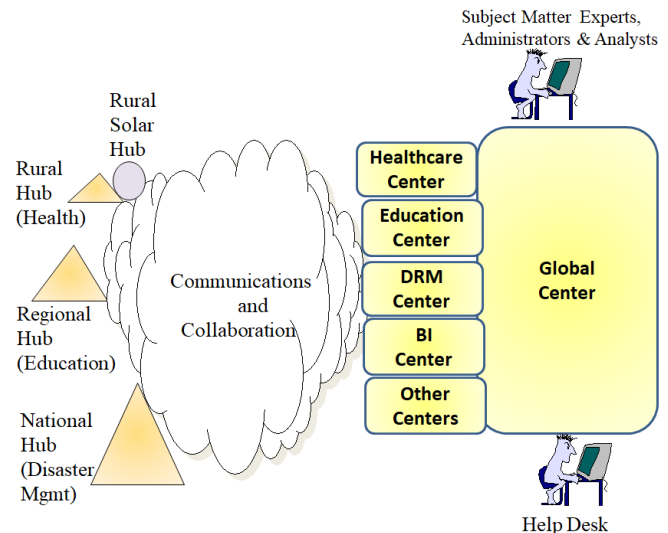 Subject Matter Experts,
Administrators & Analysts
Rural
Solar
Hub
Rural
Hub
(Health)
Regional
Hub
(Education)
National
Hub
(Disaster
Mgmt)
Communications
and
Collaboration
Healthcare
Center
Education
Center
DRM
Center
BI
Center
Other
Centers
Global
Center
Help Desk